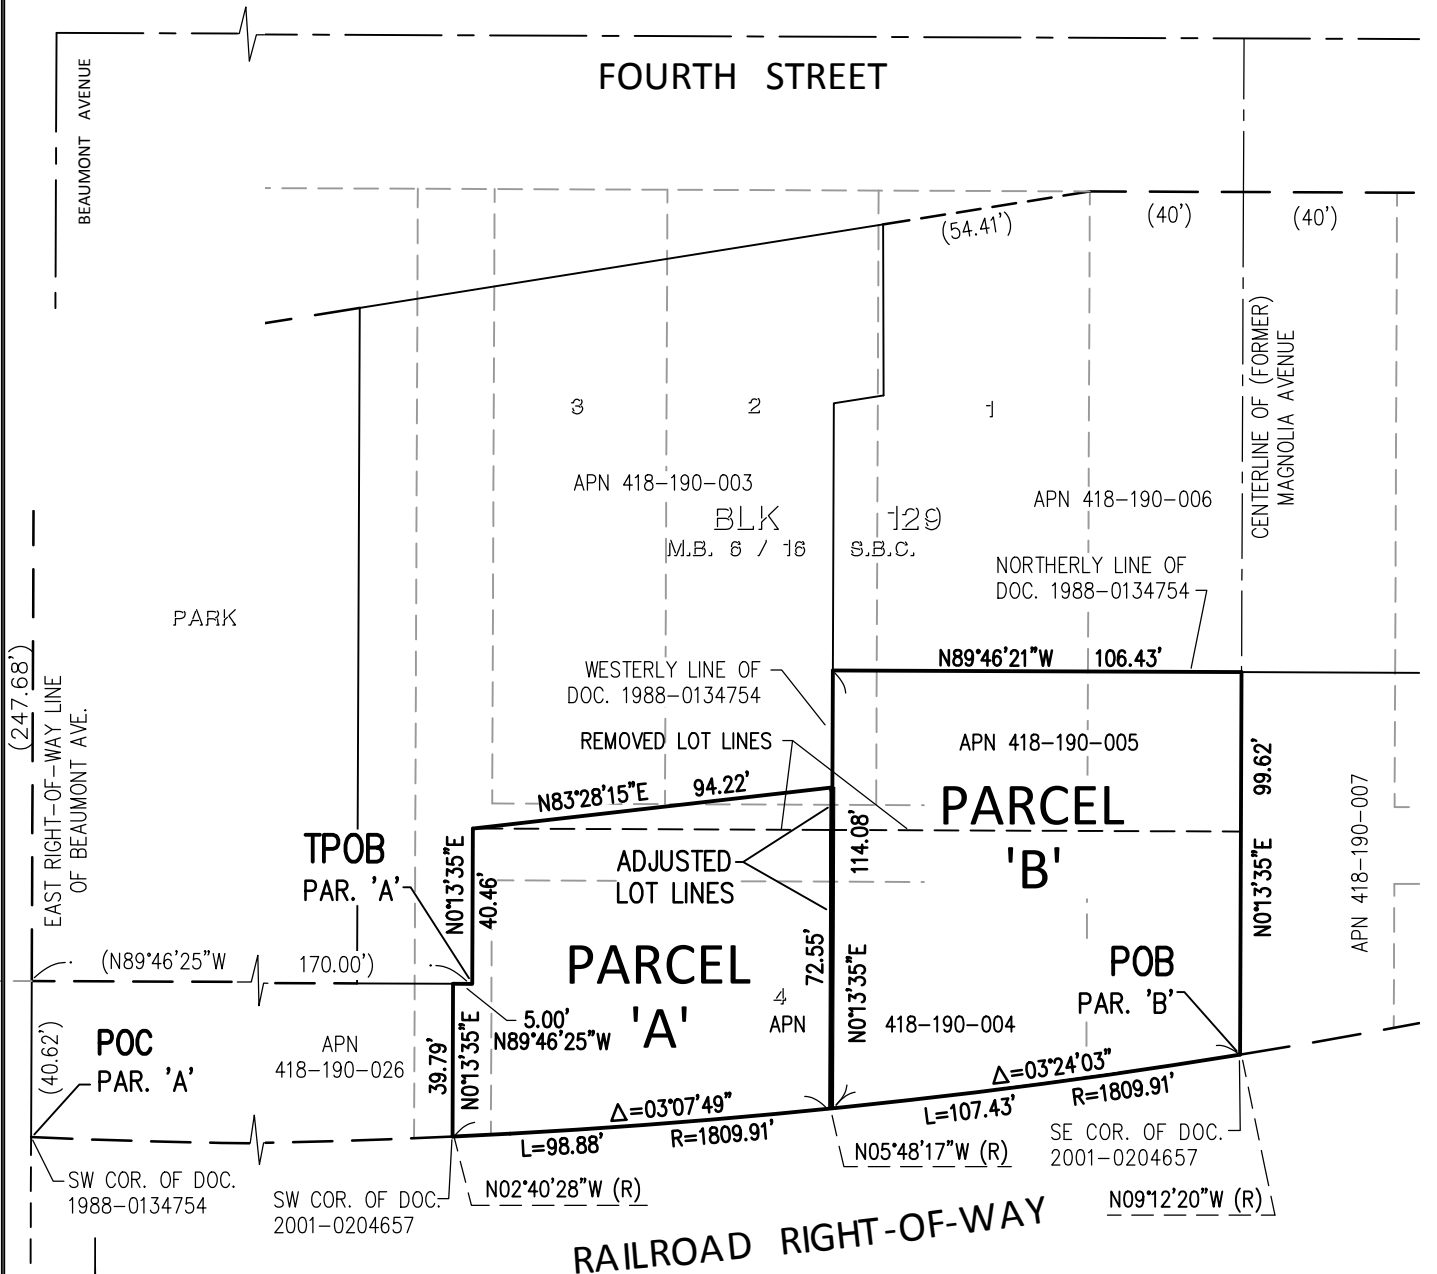 FOURTH STREET
BEAUMONT AVENUE
(54.41')
(40')
(40')
CENTERLINE OF (FORMER)
MAGNOLIA AVENUE
3
2
1
APN 418-190-003
APN 418-190-006
BLK 129
M.B. 6 / 16 S.B.C.
NORTHERLY LINE OF
DOC. 1988-0134754
PARK
(247.68')
EAST RIGHT-OF-WAY LINE
OF BEAUMONT AVE.
WESTERLY LINE OF
DOC. 1988-0134754
N89°46'21"W 106.43'
REMOVED LOT LINES
APN 418-190-005
99.62'
N0°13'35"E
APN 418-190-007
N83°28'15"E 94.22'
PARCEL
'B'
TPOB
PAR. 'A'
N0°13'35"E
40.46'
ADJUSTED
LOT LINES
114.08'
N0°13'35"E
72.55'
(N89°46'25"W 170.00')
PARCEL
'A'
POB
PAR. 'B'
4
APN 418-190-004
5.00'
N89°46'25"W
(40.62')
POC
PAR. 'A'
APN
418-190-026
39.79'
N0°13'35"E
Δ=03°07'49"
L=98.88' R=1809.91'
Δ=03°24'03"
L=107.43' R=1809.91'
SE COR. OF DOC.
2001-0204657
N05°48'17"W (R)
SW COR. OF DOC.
1988-0134754
SW COR. OF DOC.
2001-0204657
N02°40'28"W (R)
N09°12'20"W (R)
RAILROAD RIGHT-OF-WAY